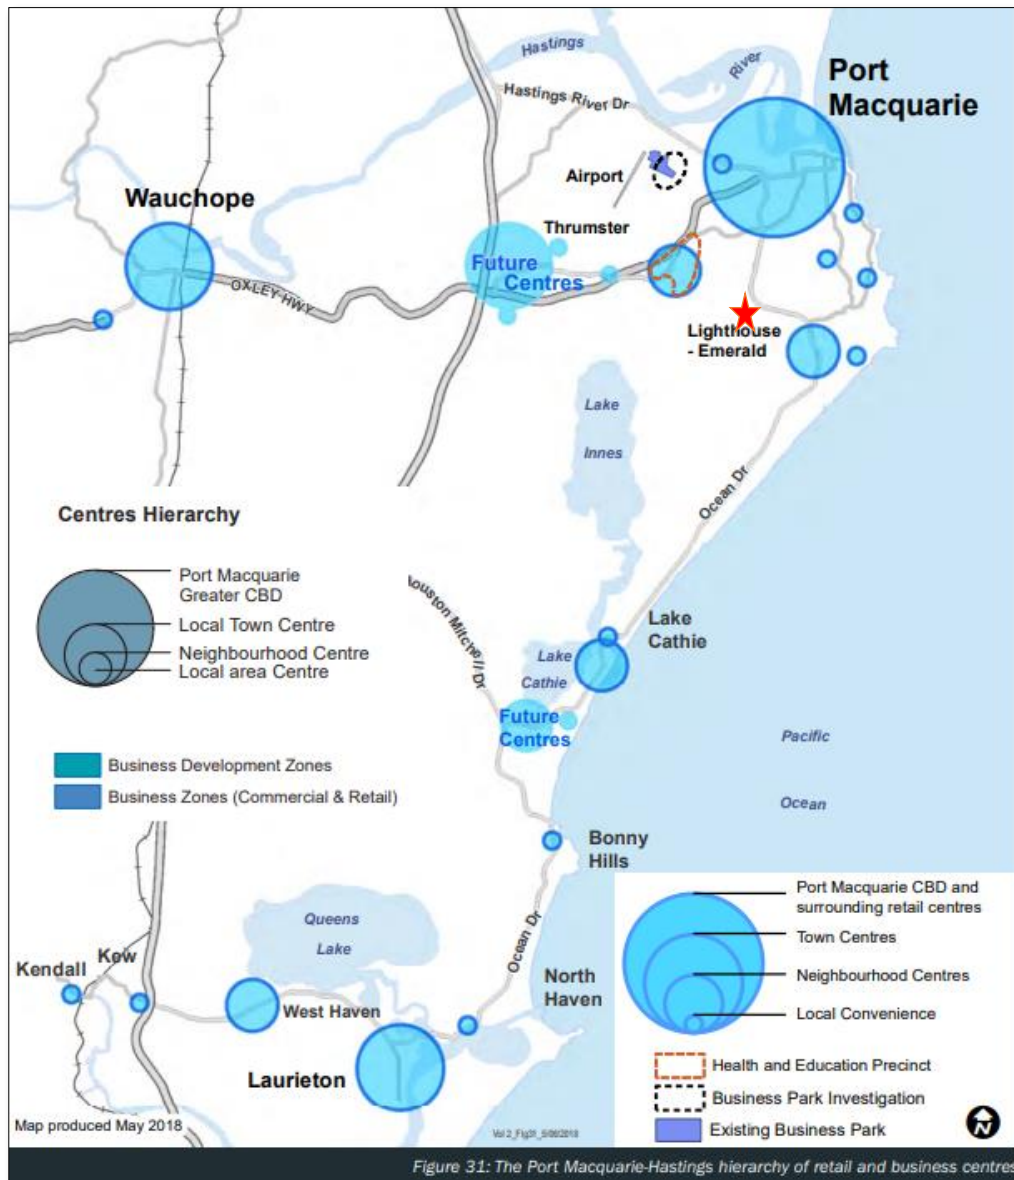 Hastings
River
Port
Macquarie
Hastings River Dr
Airport
Wauchope
Thrumster
Future
Centres
OXLEY HWY
Lighthouse
- Emerald
Lake
Innes
Ocean Dr
Centres Hierarchy
Port Macquarie
Greater CBD
Local Town Centre
Neighbourhood Centre
Local area Centre
ouston Mitchell Dr
Lake
Cathie
Lake
Cathie
Future
Centres
Pacific
Ocean
Business Development Zones
Business Zones (Commercial & Retail)
Bonny
Hills
Port Macquarie CBD and
surrounding retail centres
Town Centres
Neighbourhood Centres
Local Convenience
Queens
Lake
Ocean Dr
Kew
Kendall
North
Haven
West Haven
Laurieton
Health and Education Precinct
Business Park Investigation
Existing Business Park
N
Map produced May 2018
Vol 2_Fig31_5/06/2018
Figure 31: The Port Macquarie-Hastings hierarchy of retail and business centres